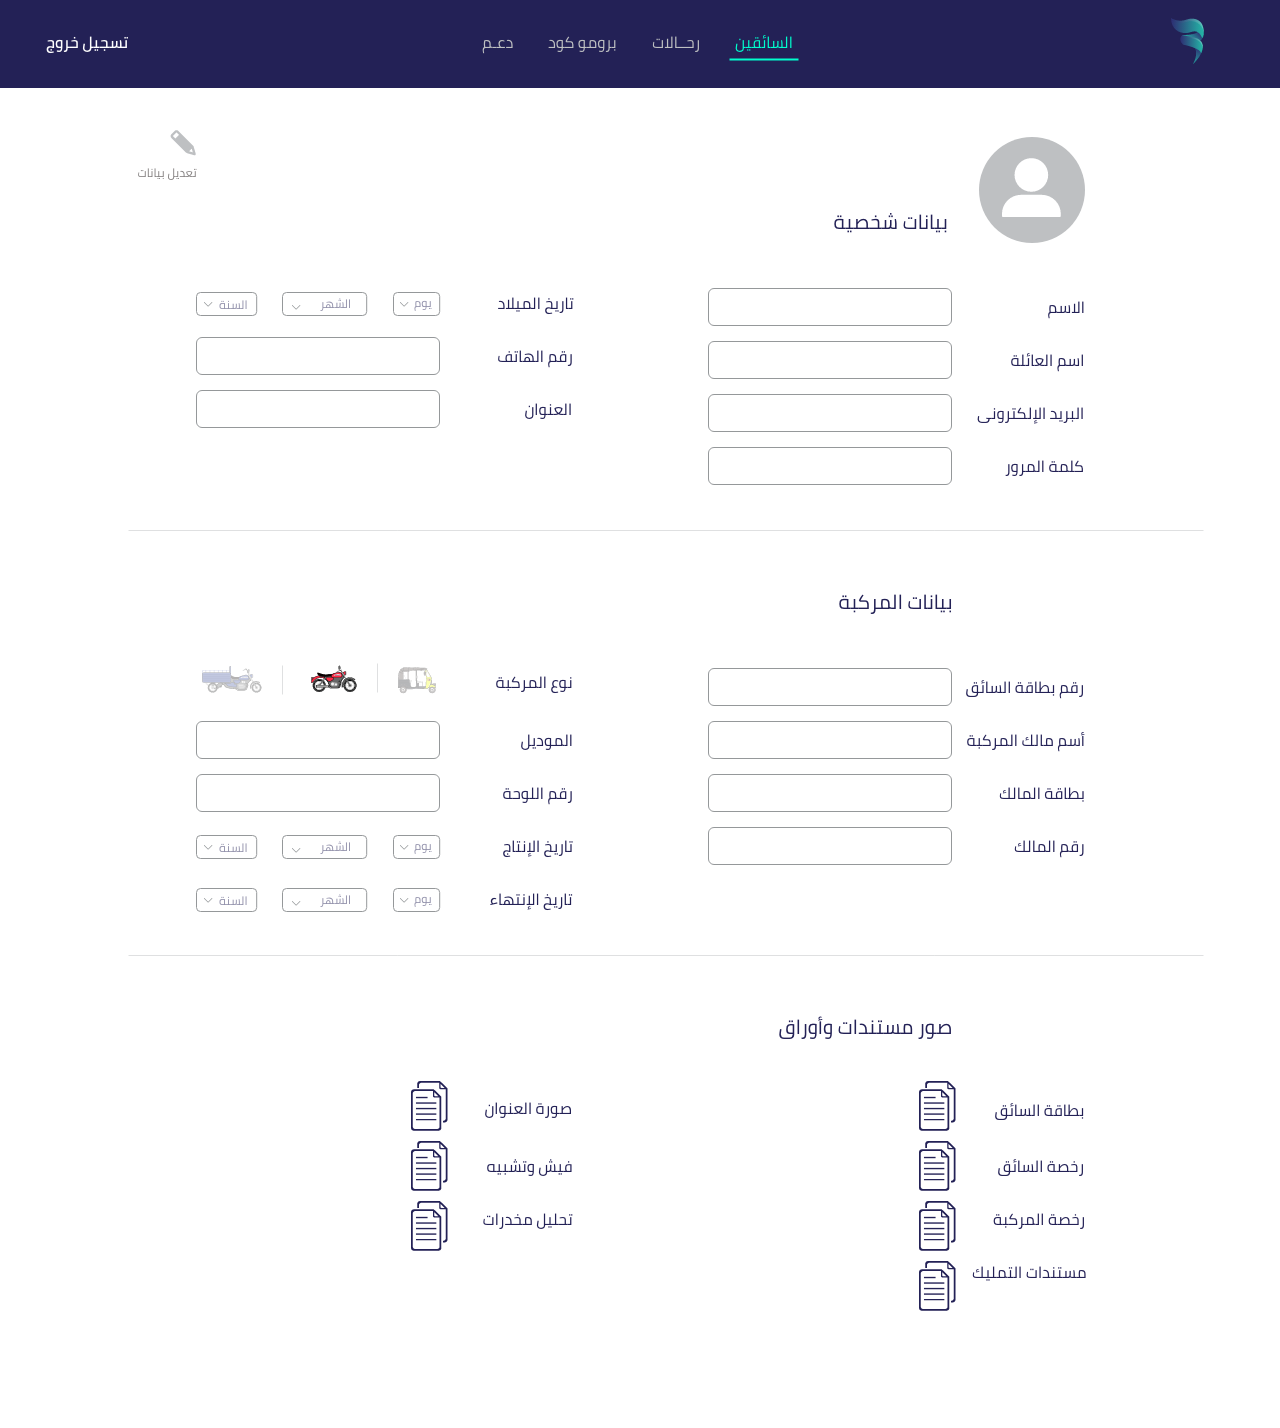 السائقين
رحــالات
برومو كود
دعـم
تسجيل خروج
تعديل بيانات
بيانات شخصية
الاسم
اسم العائلة
البريد الإلكترونى
كلمة المرور
تاريخ الميلاد
يوم
الشهر
السنة
رقم الهاتف
العنوان
بيانات المركبة
رقم بطاقة السائق
أسم مالك المركبة
بطاقة المالك
رقم المالك
نوع المركبة
الموديل
رقم اللوحة
تاريخ الإنتاج
يوم
الشهر
السنة
تاريخ الإنتهاء
يوم
الشهر
السنة
صور مستندات وأوراق
بطاقة السائق
رخصة السائق
رخصة المركبة
مستندات التمليك
صورة العنوان
فيش وتشبيه
تحليل مخدرات